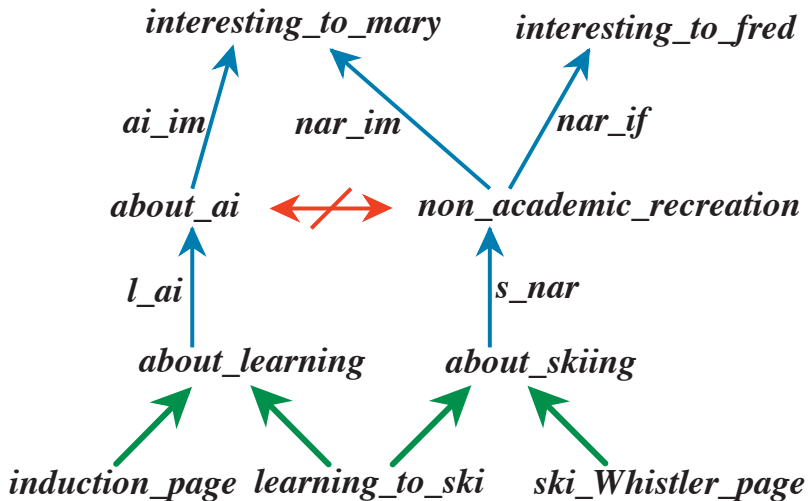 interesting_to_mary interesting_to_fred
ai_im nar_im nar_if
about_ai non_academic_recreation
l_ai s_nar
about_learning about_skiing
induction_page learning_to_ski ski_Whistler_page